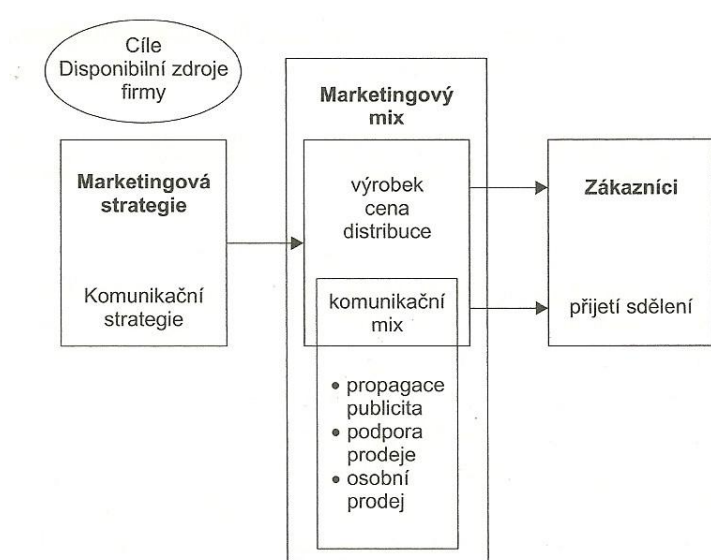 Cíle
Disponibilní zdroje
firmy
Marketingová
strategie
Komunikační
strategie
Marketingový
mix
výrobek
cena
distribuce
komunikační
mix
• propagace
publicita
• podpora
prodeje
• osobní
prodej
Zákazníci
přijetí sdělení